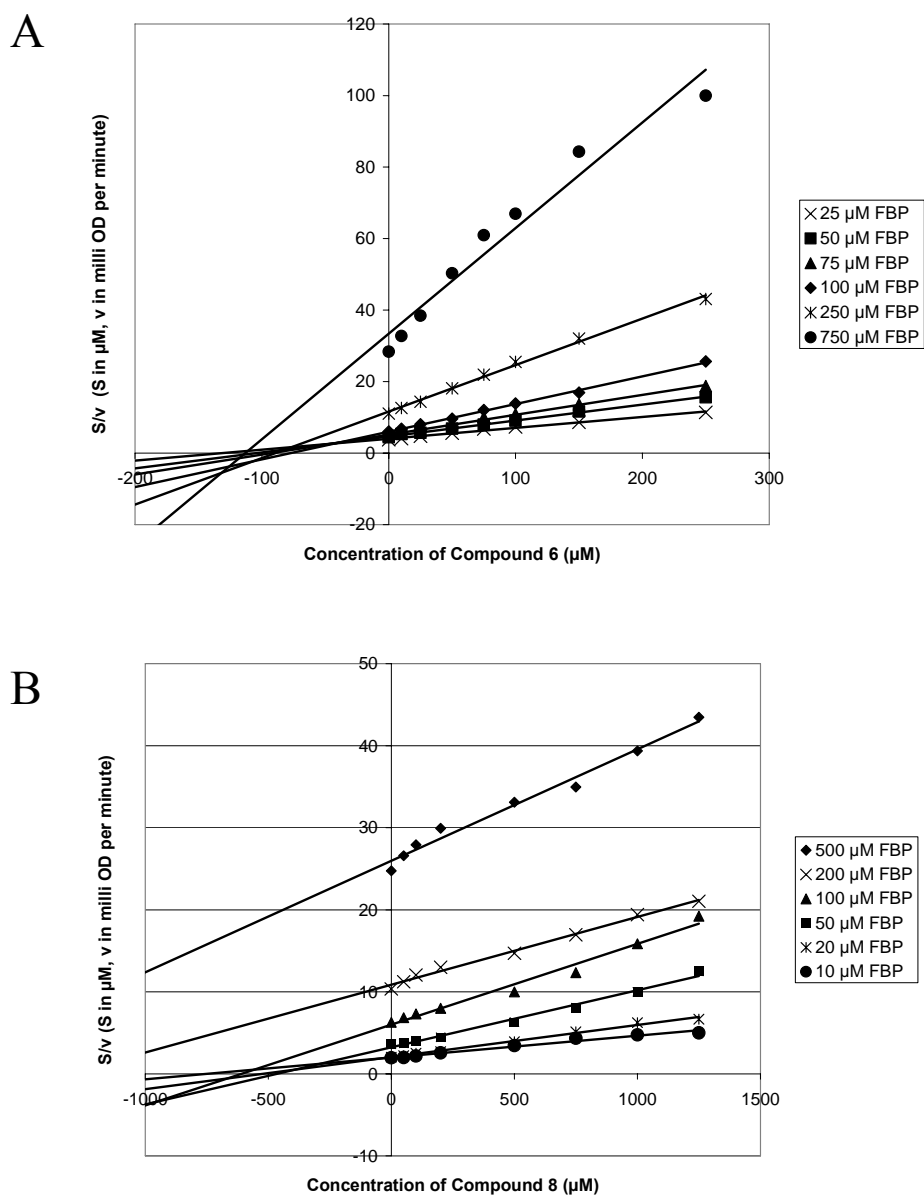 A
120
100
80
60
40
20
0
-20
-200
-100
0
100
200
300
S/v (S in µM, v in milli OD per minute)
Concentration of Compound 6 (µM)
25 µM FBP
50 µM FBP
75 µM FBP
100 µM FBP
250 µM FBP
750 µM FBP
B
50
40
30
20
10
0
-10
-1000
-500
0
500
1000
1500
S/v (S in µM, v in milli OD per minute)
Concentration of Compound 8 (µM)
500 µM FBP
200 µM FBP
100 µM FBP
50 µM FBP
20 µM FBP
10 µM FBP